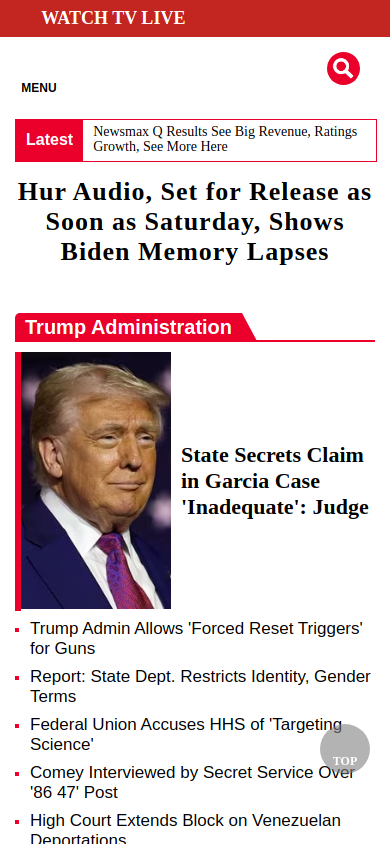 WATCH TV LIVE
MENU
Latest
Newsmax Q Results See Big Revenue, Ratings
Growth, See More Here
Hur Audio, Set for Release as
Soon as Saturday, Shows
Biden Memory Lapses
Trump Administration
State Secrets Claim
in Garcia Case
'Inadequate': Judge
Trump Admin Allows 'Forced Reset Triggers'
for Guns
Report: State Dept. Restricts Identity, Gender
Terms
Federal Union Accuses HHS of 'Targeting
Science'
Comey Interviewed by Secret Service Over
'86 47' Post
TOP
High Court Extends Block on Venezuelan
Deportations